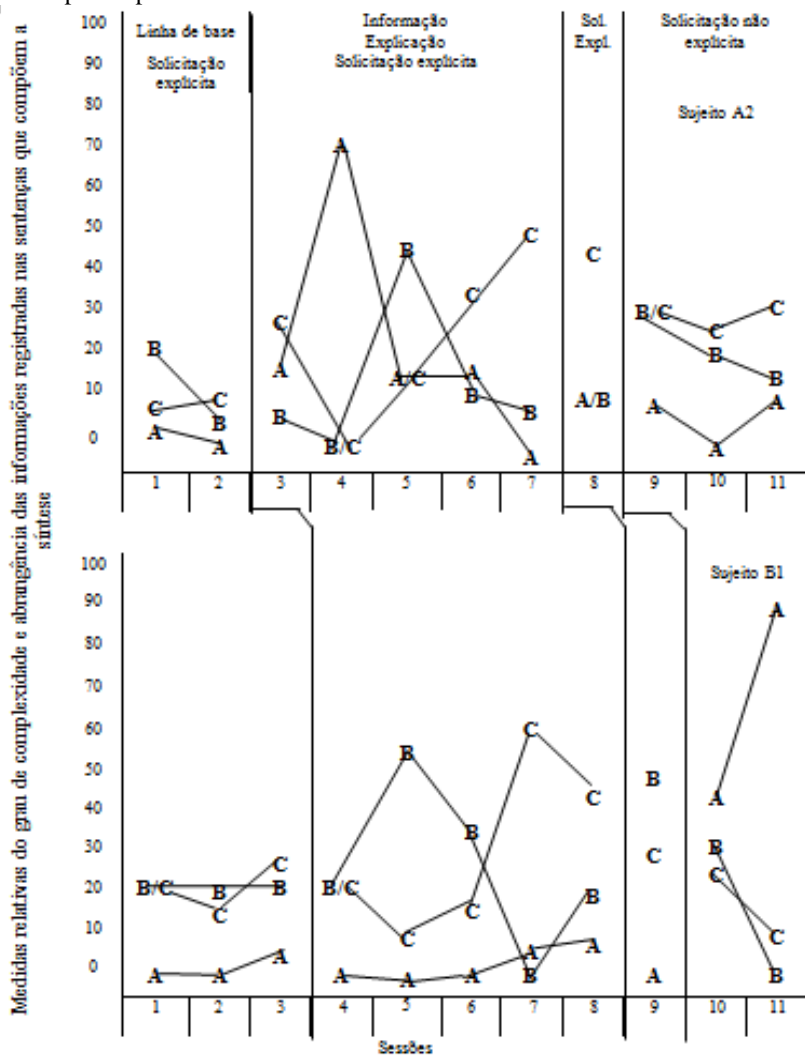 Medidas relativas do grau de complexidade e abrangência das informações registradas nas sentenças que compõem a
síntese
100
90
80
70
60
50
40
30
20
10
0
Linha de base
Solicitação
explícita
Informação
Explicação
Solicitação explícita
Sol.
Expl.
Solicitação não
explícita
Sujeito A2
B
C
A
C
B
A
C
A
B
A
B/C
B
A/C
C
A
B
C
B
A
C
A/B
B/C
A
C
B
A
C
B
A
1 2 3 4 5 6 7 8 9 10 11
100
90
80
70
60
50
40
30
20
10
0
Sujeito B1
B/C
A
B
C
A
C
B
A
B/C
A
B
C
A
B
C
A
C
A
B
C
B
A
B
C
A
A
B
C
A
C
B
1 2 3 4 5 6 7 8 9 10 11
Sessões